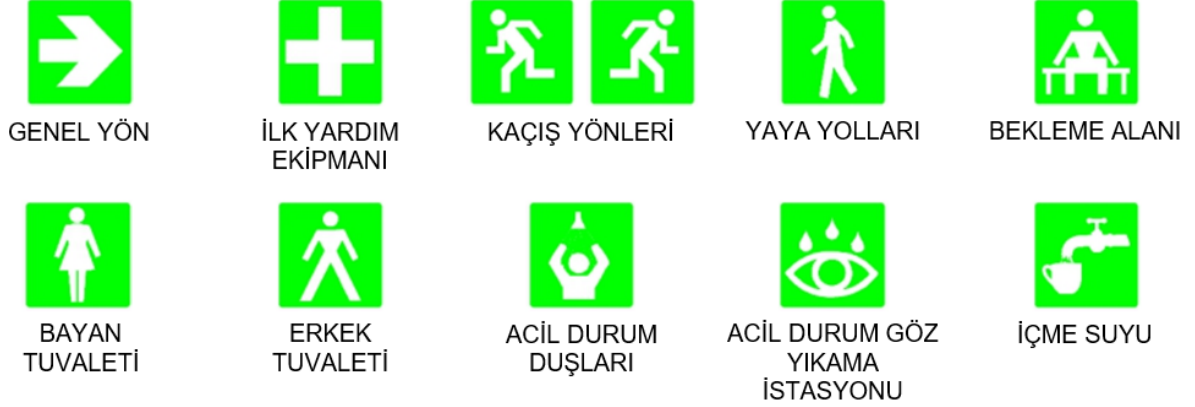 GENEL YÖN
İLK YARDIM
EKİPMANI
KAÇIŞ YÖNLERİ
YAYA YOLLARI
BEKLEME ALANI
BAYAN
TUVALETİ
ERKEK
TUVALETİ
ACİL DURUM
DUŞLARI
ACİL DURUM GÖZ
YIKAMA
İSTASYONU
İÇME SUYU